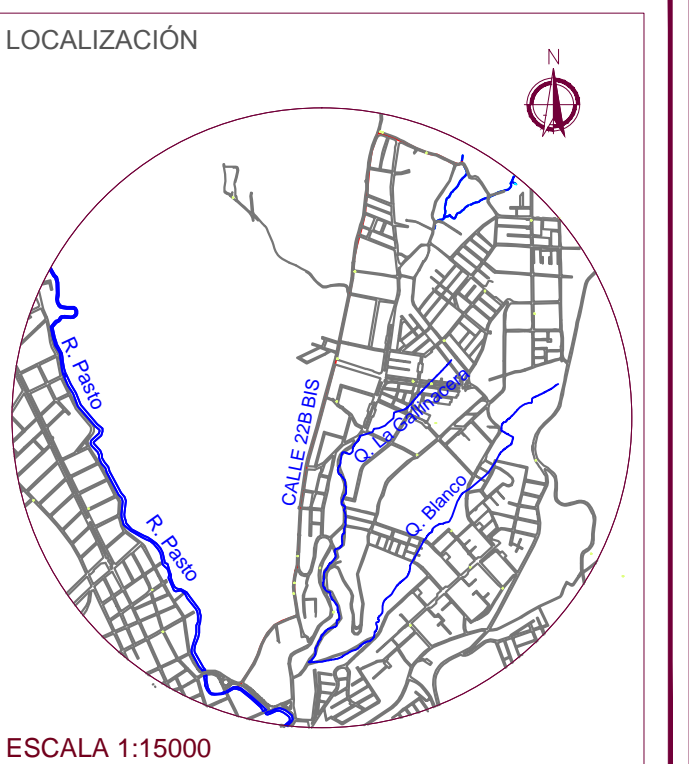 LOCALIZACIÓN
N
R. Pasto
CALLE 22B BIS
Q. La Gallinacera
Q. Blanco
R. Pasto
ESCALA 1:15000